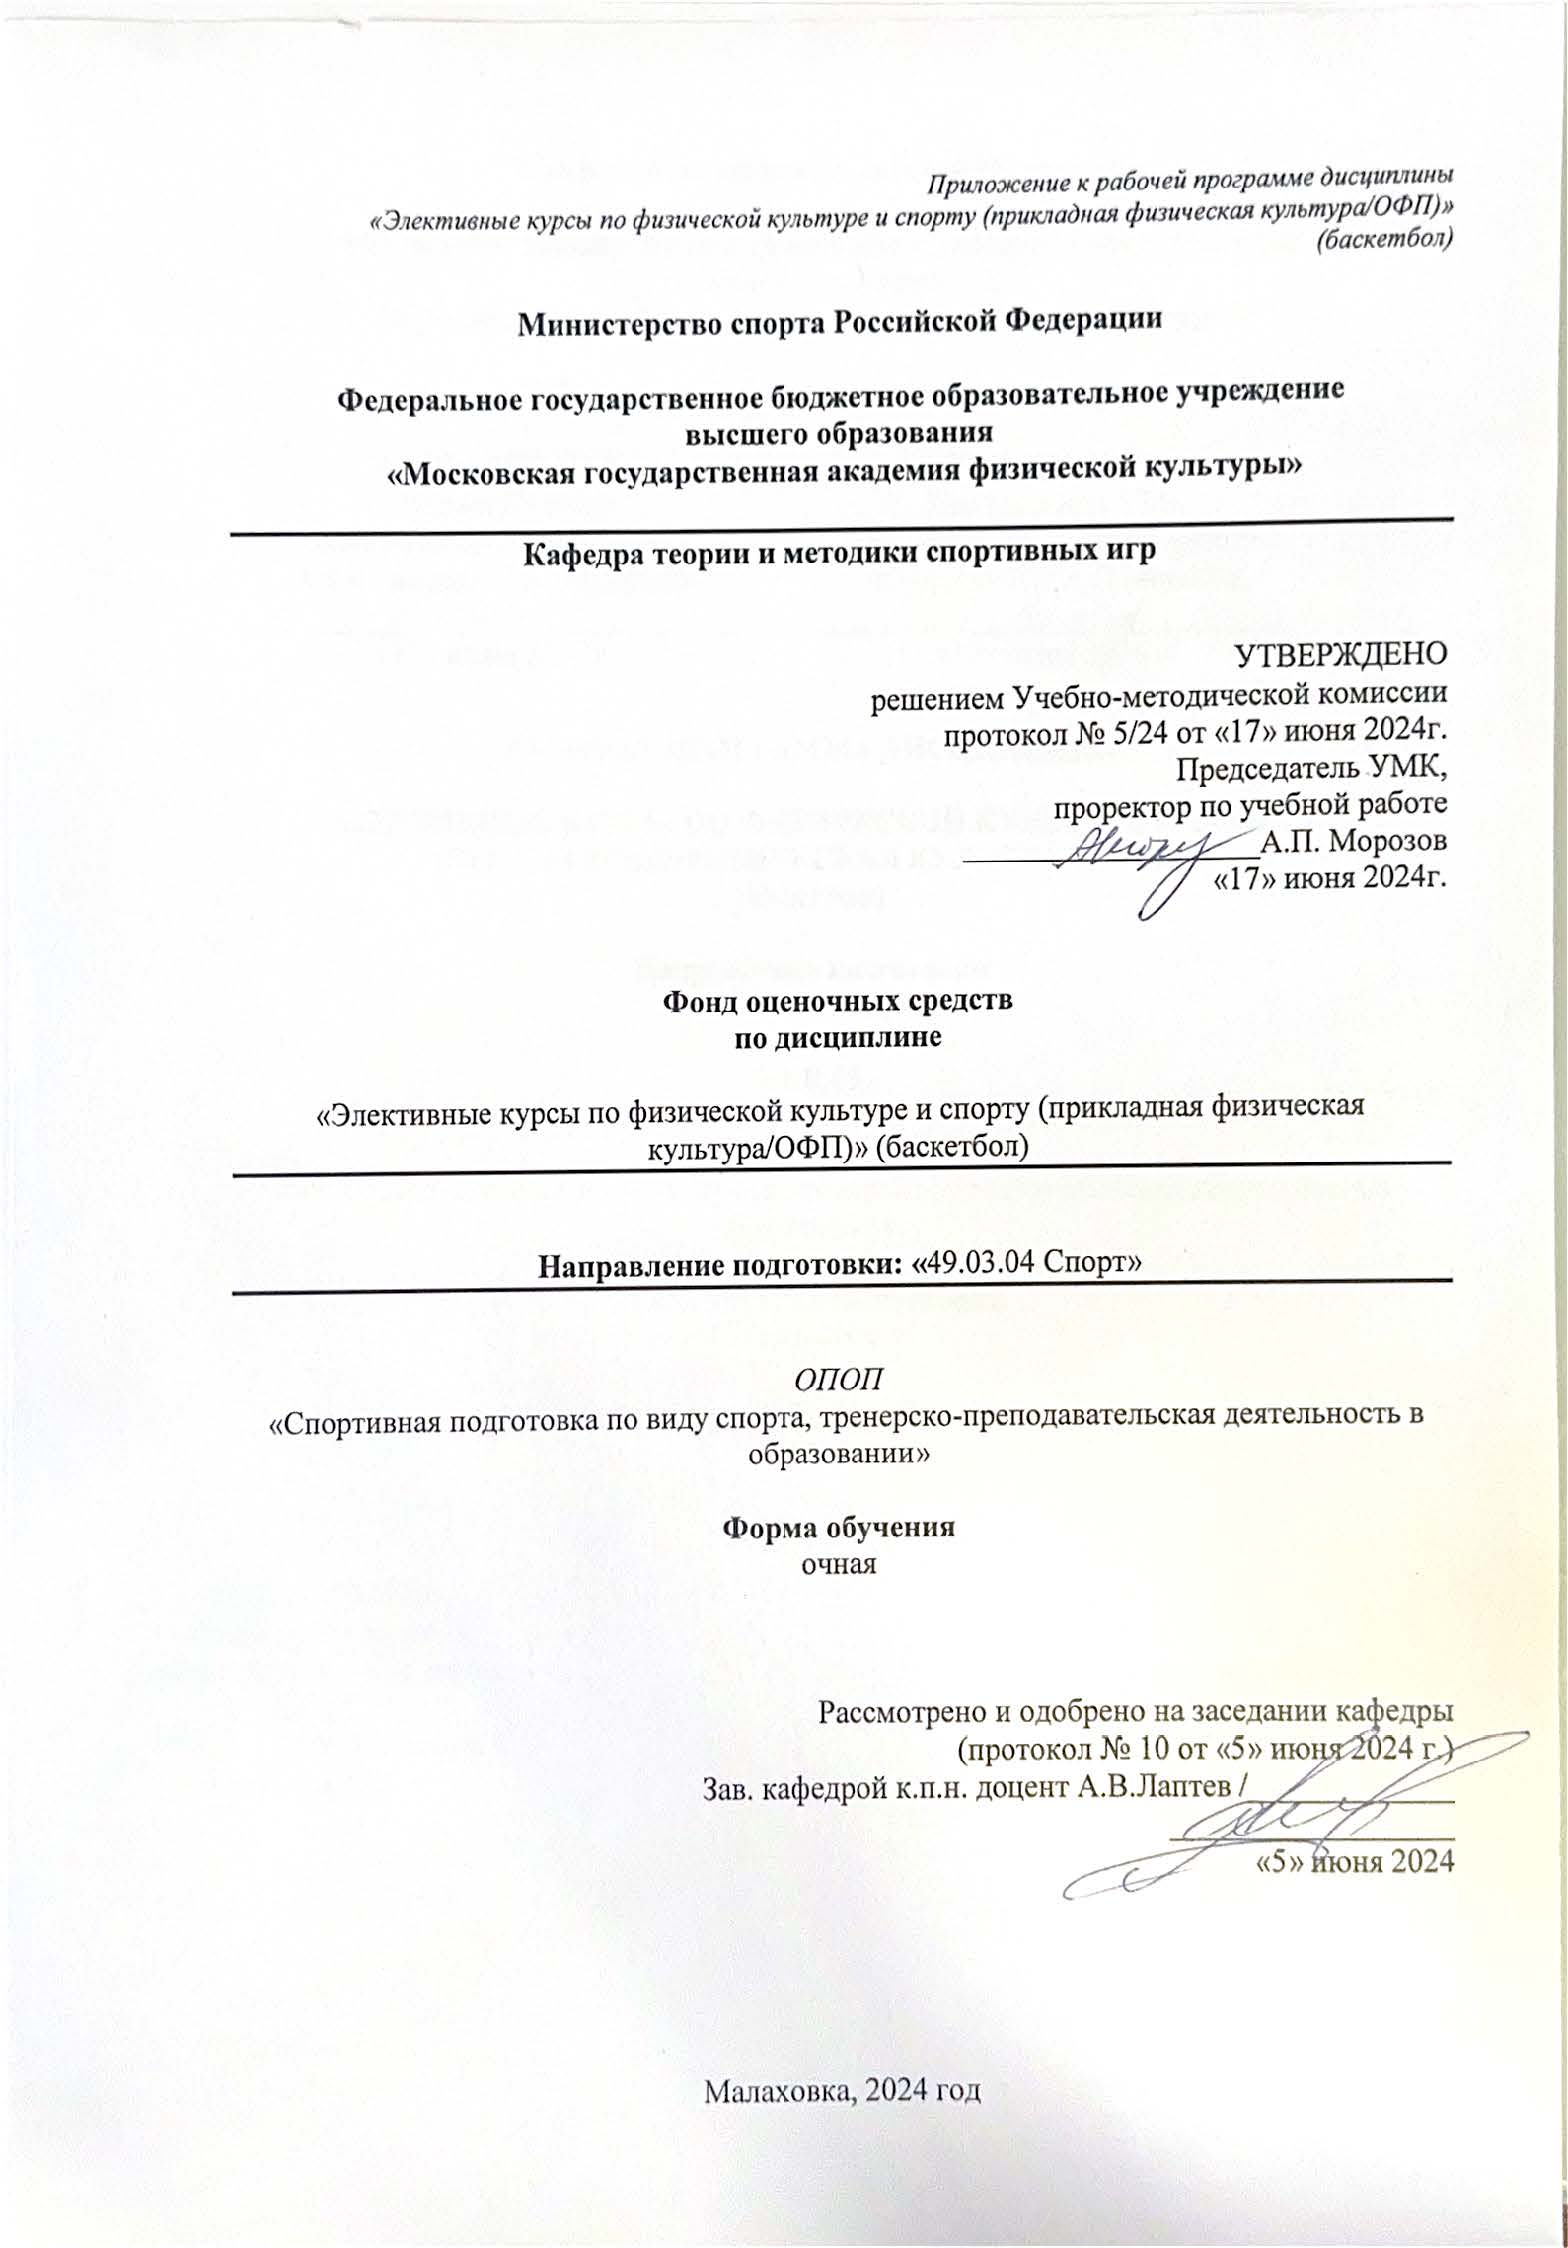 Приложение к рабочей программе дисциплины
«Элективные курсы по физической культуре и спорту (прикладная физическая культура/ОФП)»
(баскетбол)
Министерство спорта Российской Федерации
Федеральное государственное бюджетное образовательное учреждение
высшего образования
«Московская государственная академия физической культуры»
Кафедра теории и методики спортивных игр
УТВЕРЖДЕНО
решением Учебно-методической комиссии
протокол № 5/24 от «17» июня 2024г.
Председатель УМК,
проректор по учебной работе
А.П. Морозов
«17» июня 2024г.
Фонд оценочных средств
по дисциплине
«Элективные курсы по физической культуре и спорту (прикладная физическая
культура/ОФП)» (баскетбол)
Направление подготовки: «49.03.04 Спорт»
ОПОП
«Спортивная подготовка по виду спорта, тренерско-преподавательская деятельность в
образовании»
Форма обучения
очная
Рассмотрено и одобрено на заседании кафедры
(протокол № 10 от «5» июня 2024 г.)
Зав. кафедрой к.п.н. доцент А.В.Лаптев /
«5» июня 2024
Малаховка, 2024 год